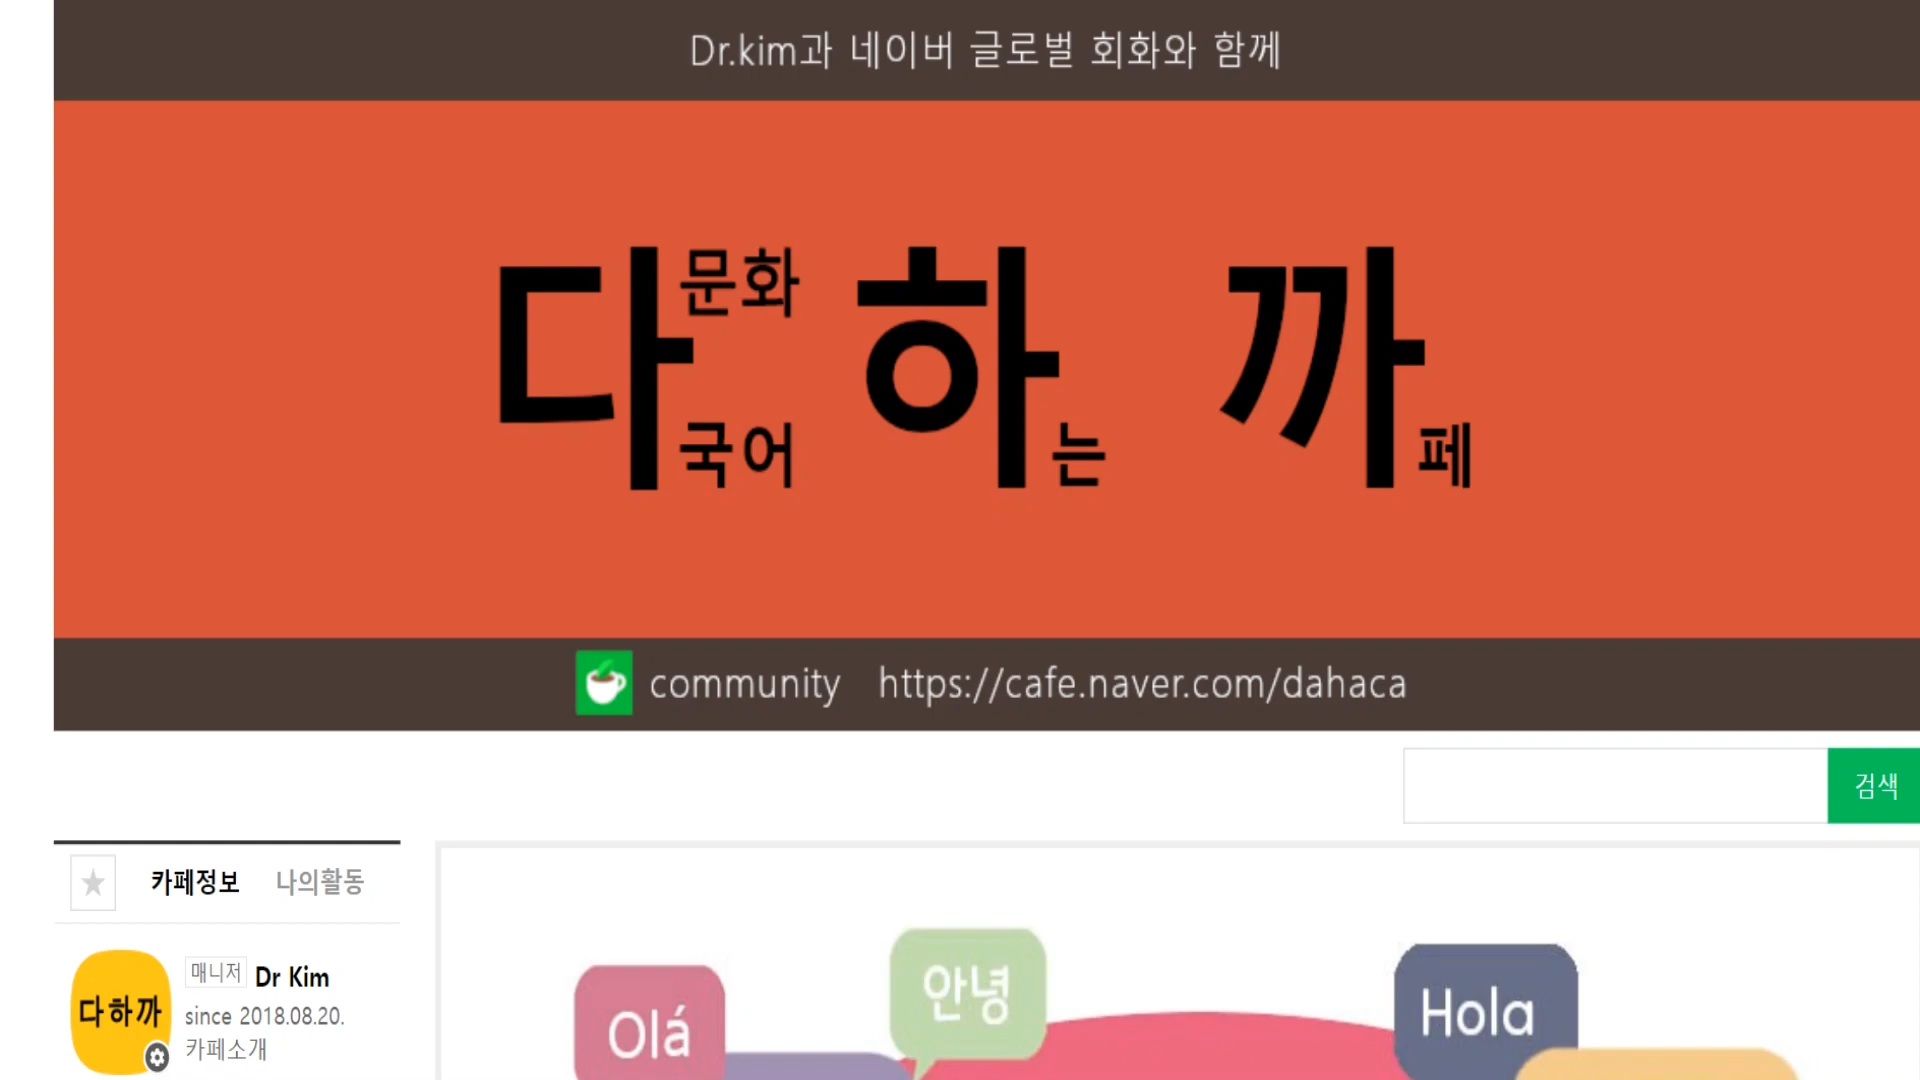 Dr.kim과 네이버 글로벌 회화와 함께
다문화 하 까
국어 는 페
community https://cafe.naver.com/dahaca
검색
카페정보 나의활동
매니저 Dr Kim
다하까
since 2018.08.20.
카페소개
Olá
안녕
Hola